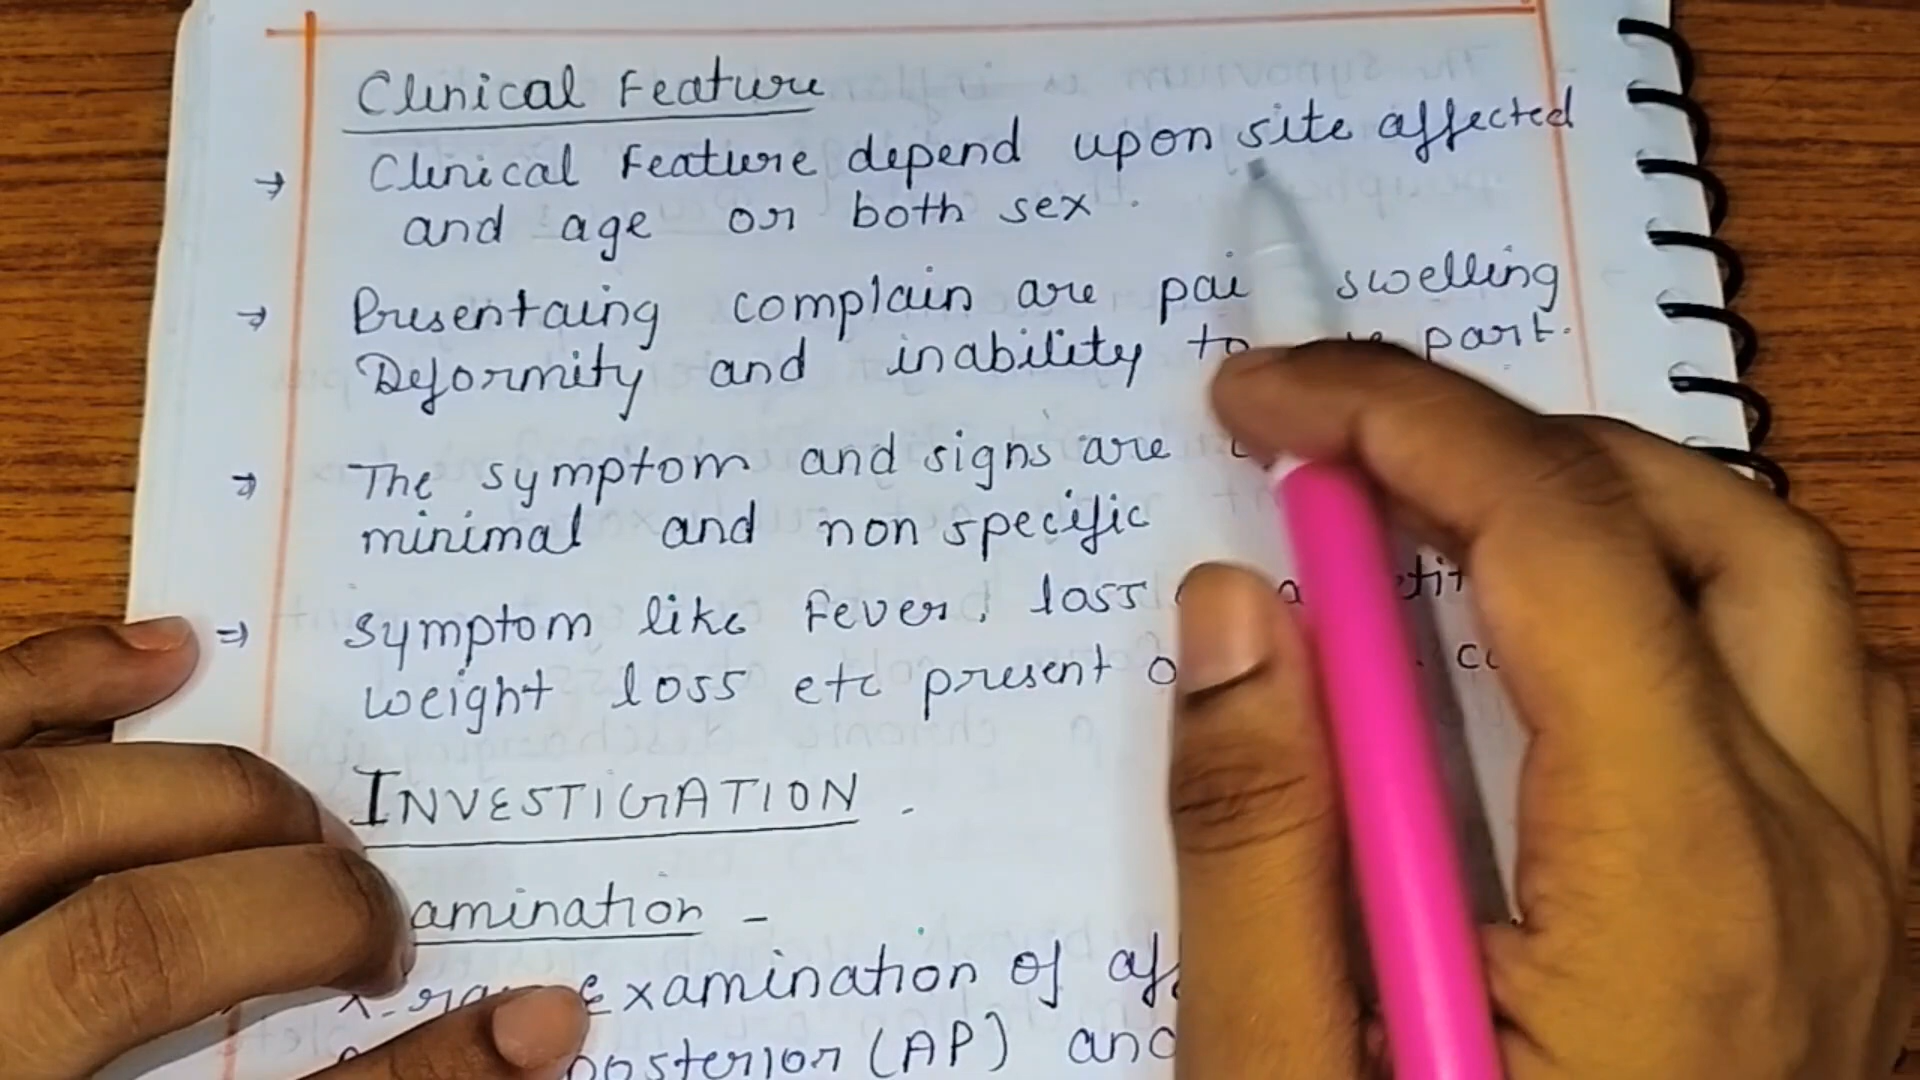 Clinical Feature
Clinical Feature depend upon site affected
and age or both sex.
Presentaing complain are pai swelling
Deformity and inability to part.
The symptom and signs are
minimal and non specific
symptom like Fever, loss
weight loss etc present
INVESTIGATION
amination -
X-ray examination of aff
posterior (AP) and